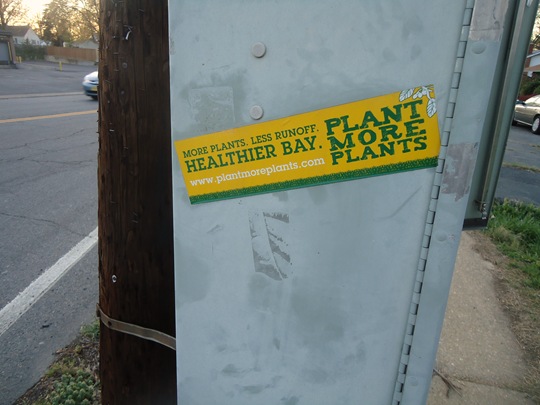 MORE PLANTS. LESS RUNOFF.
HEALTHIER BAY.
www.plantmoreplants.com
PLANT
MORE
PLANTS